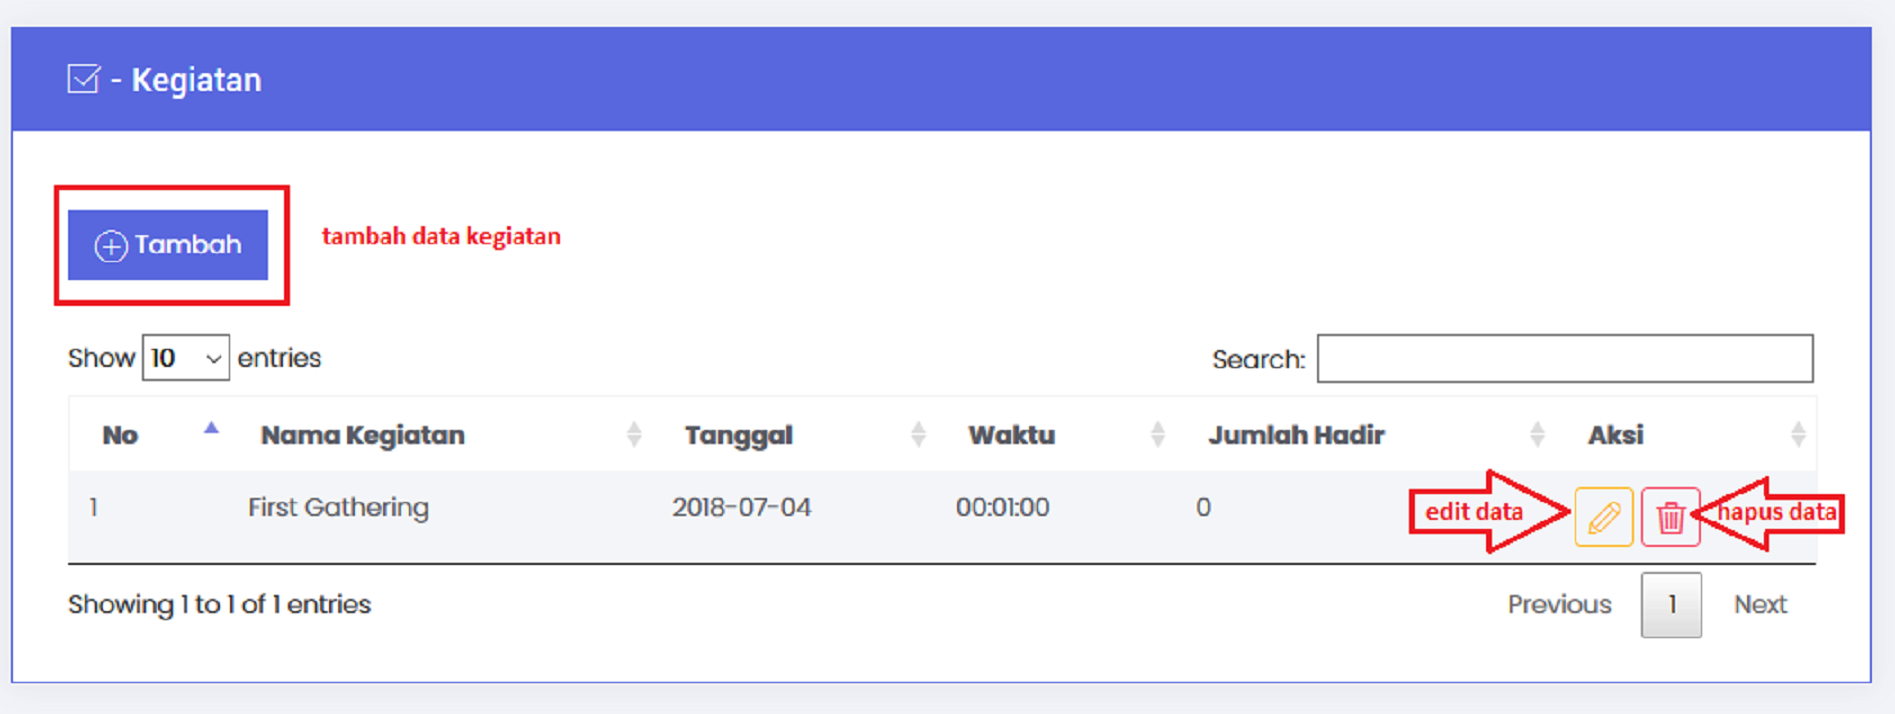 - Kegiatan
Tambah
tambah data kegiatan
Show 10 entries
Search:
No Nama Kegiatan Tanggal Waktu Jumlah Hadir Aksi
1 First Gathering 2018-07-04 00:01:00 0 edit data hapus data
Showing 1 to 1 of 1 entries
Previous 1 Next